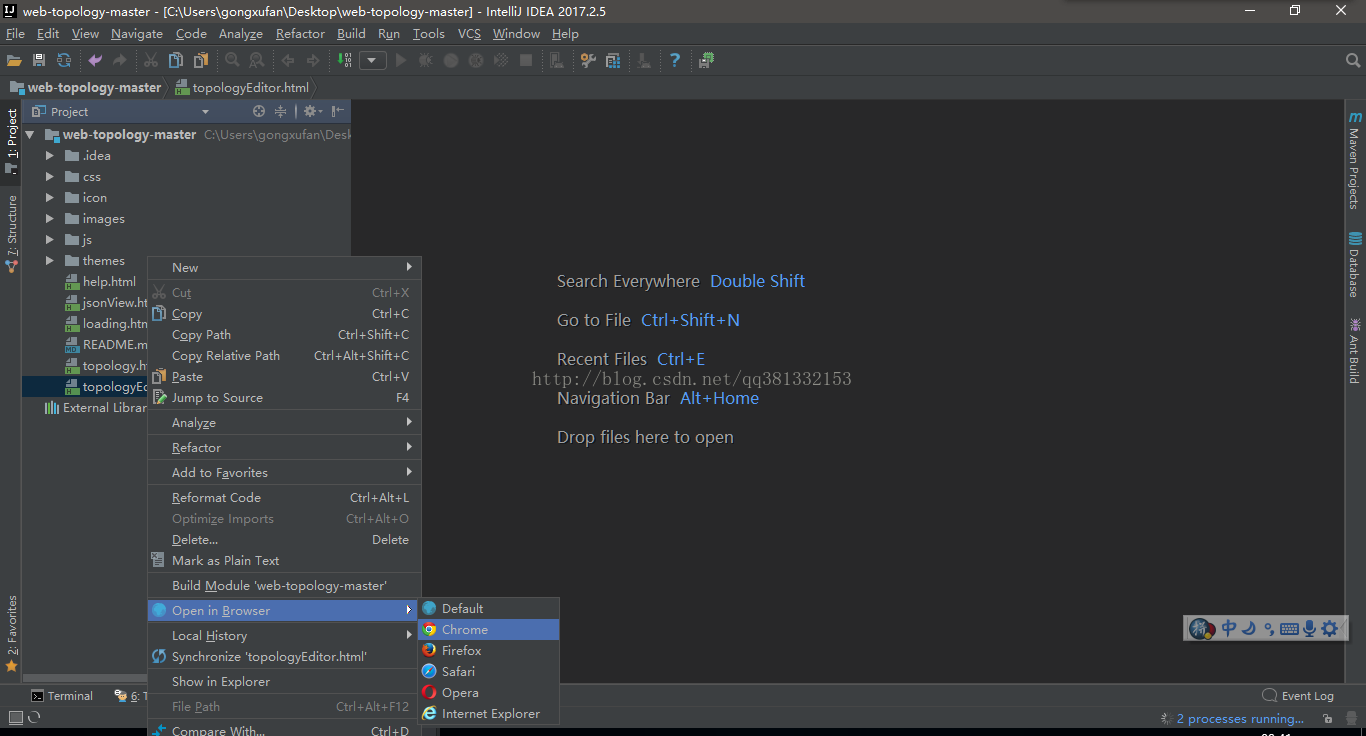 web-topology-master - [C:\Users\gongxufan\Desktop\web-topology-master] - IntelliJ IDEA 2017.2.5
File Edit View Navigate Code Analyze Refactor Build Run Tools VCS Window Help
web-topology-master topologyEditor.html
Project
web-topology-master C:\Users\gongxufan\Desk
.idea
css
icon
images
js
themes
help.html
jsonView.ht
loading.htm
README.m
topology.h
topologyEd
External Librar
1: Project
7: Structure
2: Favorites
New
Cut Ctrl+X
Copy Ctrl+C
Copy Path Ctrl+Shift+C
Copy Relative Path Ctrl+Alt+Shift+C
Paste Ctrl+V
Jump to Source F4
Analyze
Refactor
Add to Favorites
Reformat Code Ctrl+Alt+L
Optimize Imports Ctrl+Alt+O
Delete... Delete
Mark as Plain Text
Build Module 'web-topology-master'
Open in Browser
Local History
Synchronize 'topologyEditor.html'
Show in Explorer
File Path Ctrl+Alt+F12
Compare With... Ctrl+D
Default
Chrome
Firefox
Safari
Opera
Internet Explorer
Search Everywhere Double Shift
Go to File Ctrl+Shift+N
Recent Files Ctrl+E
http://blog.csdn.net/qq381332153
Navigation Bar Alt+Home
Drop files here to open
Maven Projects
Database
Ant Build
中
Terminal 6: T
Event Log
2 processes running...